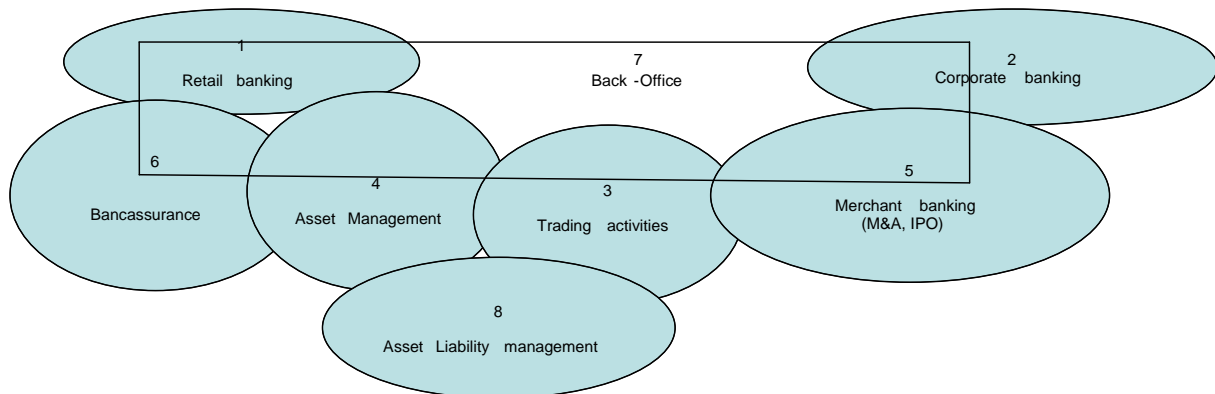 1
Retail banking
7
Back -Office
2
Corporate banking
6
Bancassurance
4
Asset Management
3
Trading activities
5
Merchant banking
(M&A, IPO)
8
Asset Liability management